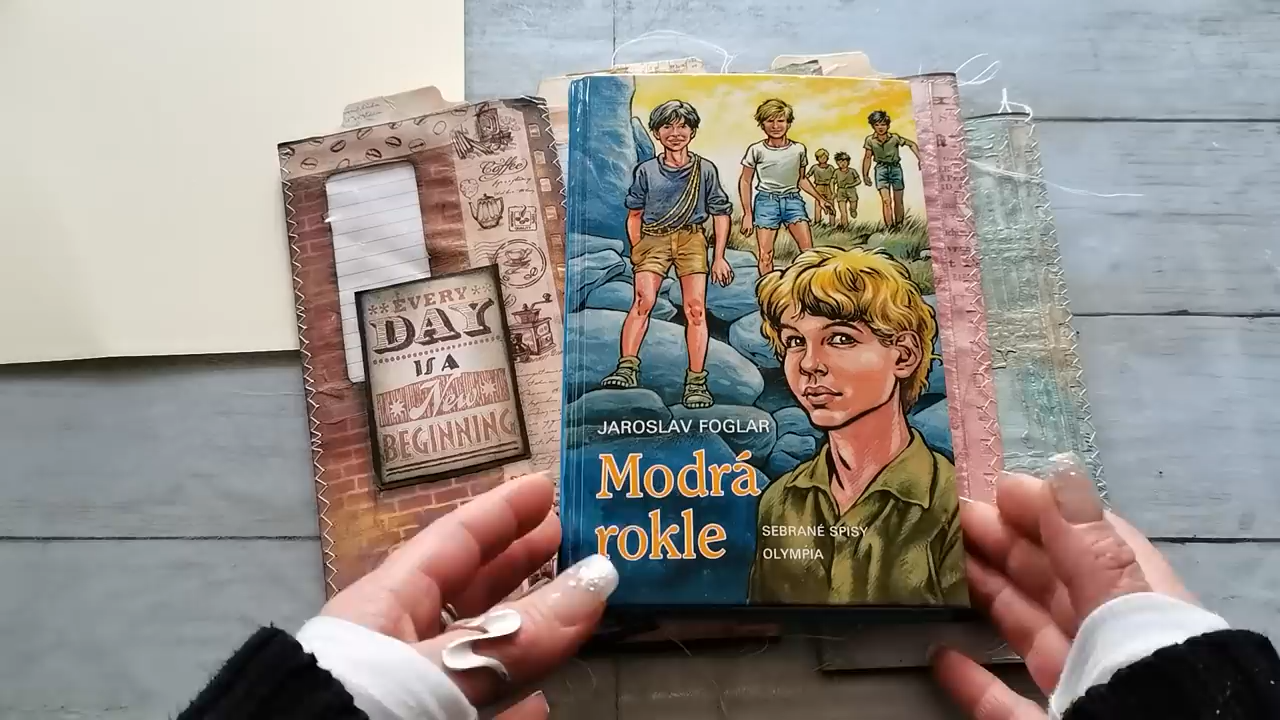 Coffee
EVERY
DAY
IS A
New
BEGINNING
JAROSLAV FOGLAR
Modrá
rokle
SEBRANÉ SPISY
OLYMPIA